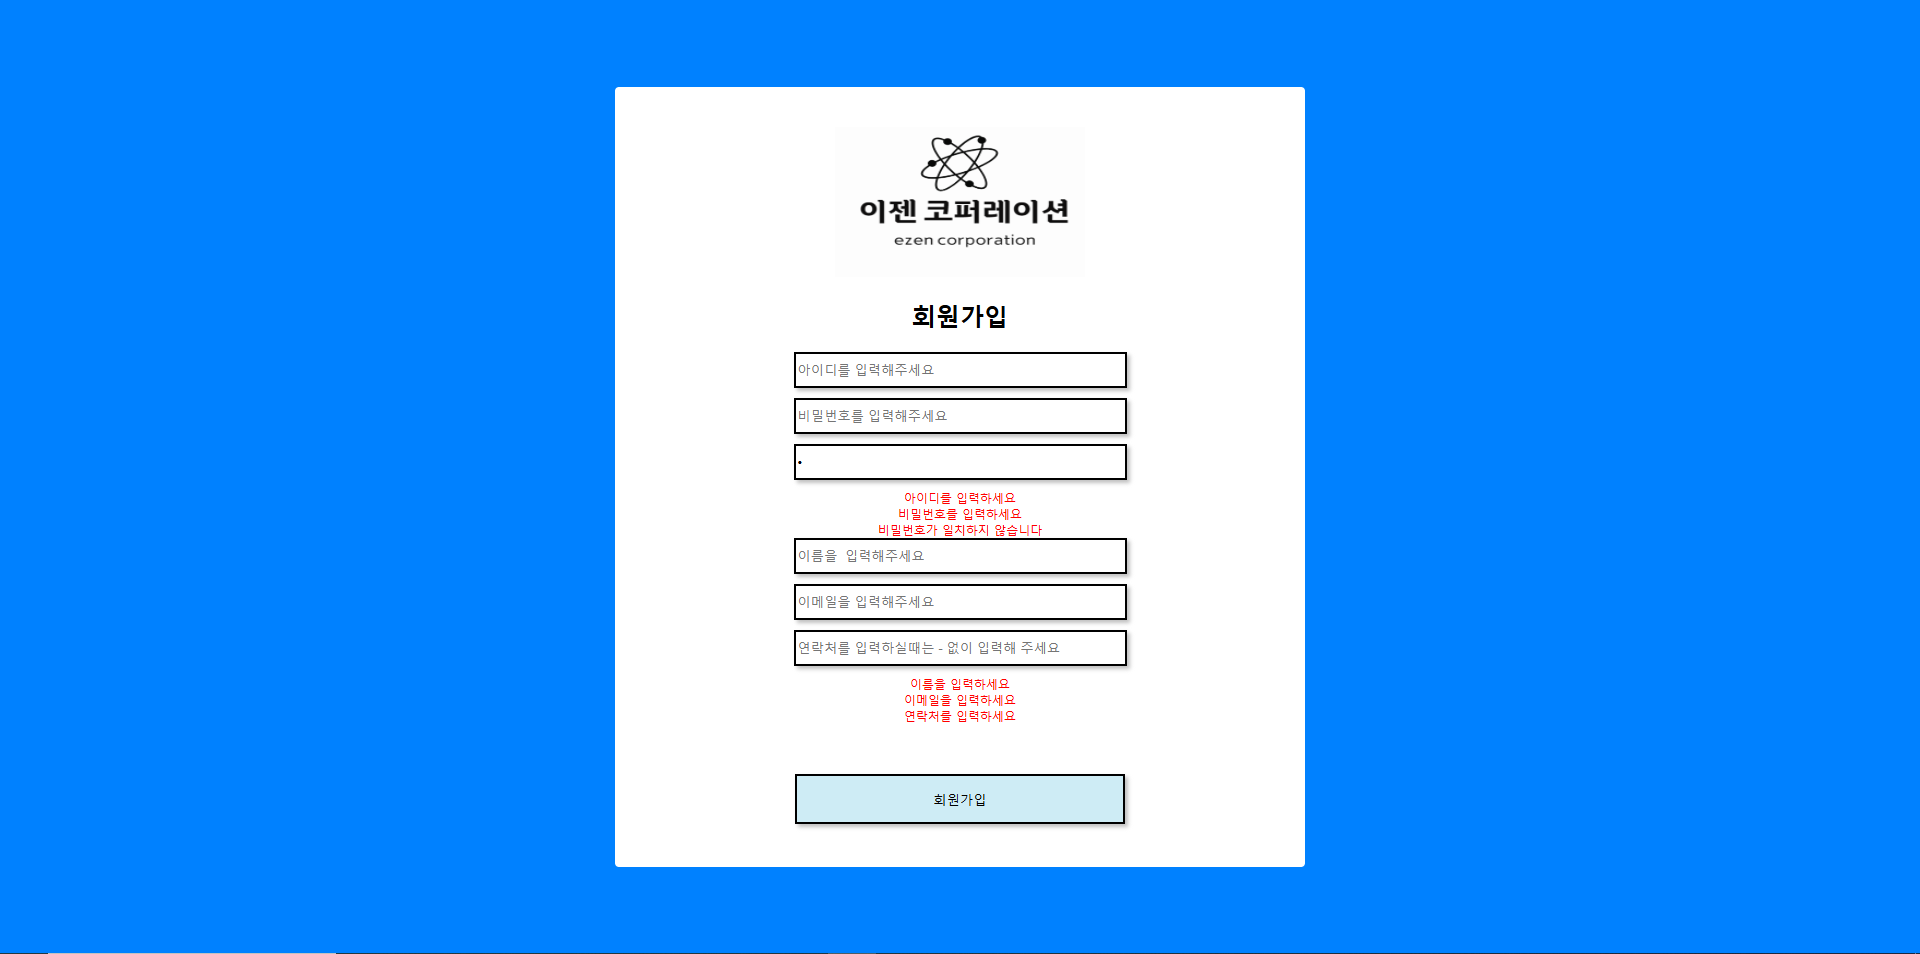 이젠 코퍼레이션
ezen corporation
회원가입
아이디를 입력해주세요
비밀번호를 입력해주세요
•
아이디를 입력하세요
비밀번호를 입력하세요
비밀번호가 일치하지 않습니다
이름을 입력해주세요
이메일을 입력해주세요
연락처를 입력하실때는 - 없이 입력해 주세요
이름을 입력하세요
이메일을 입력하세요
연락처를 입력하세요
회원가입